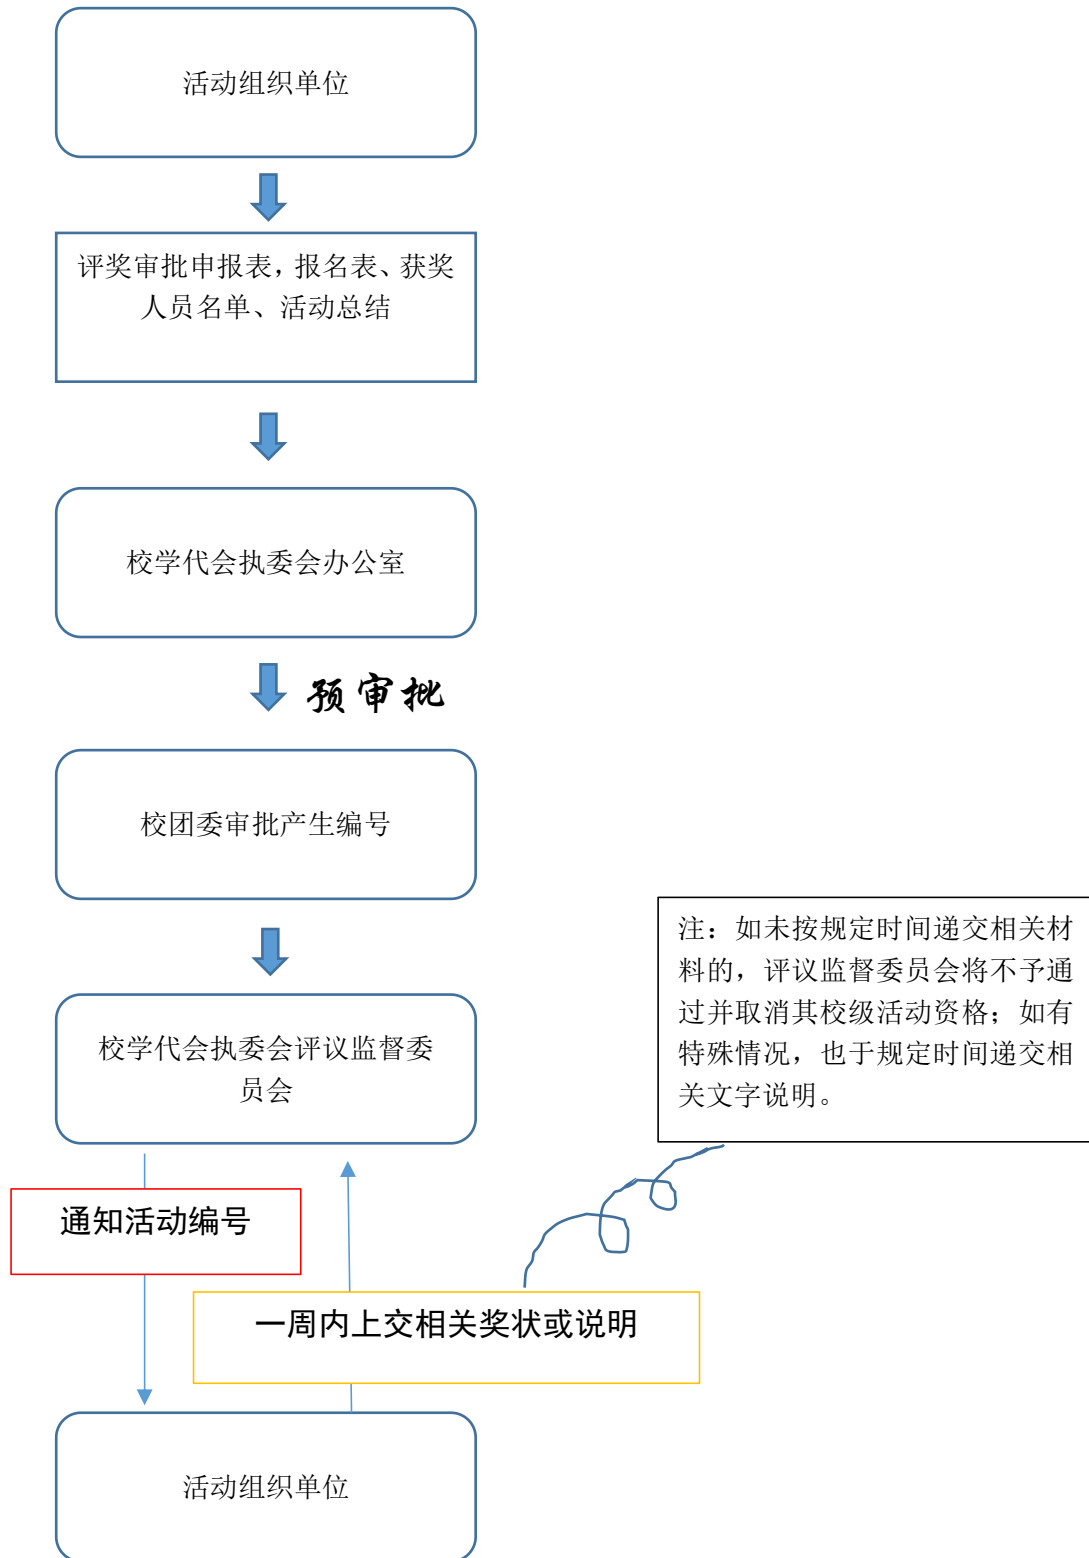 活动组织单位
评奖审批申报表，报名表、获奖
人员名单、活动总结
校学代会执委会办公室
预审批
校团委审批产生编号
校学代会执委会评议监督委
员会
注：如未按规定时间递交相关材
料的，评议监督委员会将不予通
过并取消其校级活动资格；如有
特殊情况，也于规定时间递交相
关文字说明。
通知活动编号
一周内上交相关奖状或说明
活动组织单位